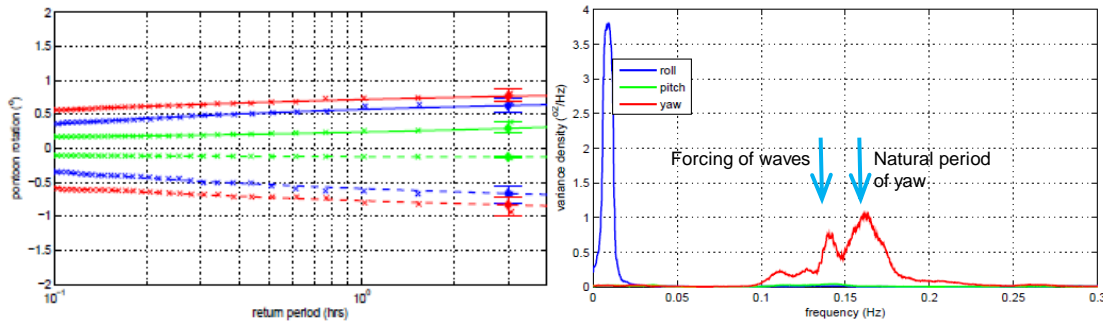 2
1.5
1
0.5
0
−0.5
−1
−1.5
−2
pontoon rotation (°)
10⁻¹
10⁰
return period (hrs)
4
3.5
3
2.5
2
1.5
1
0.5
0
variance density (°²/Hz)
roll
pitch
yaw
Forcing of waves
Natural period
of yaw
0
0.05
0.1
0.15
0.2
0.25
0.3
frequency (Hz)